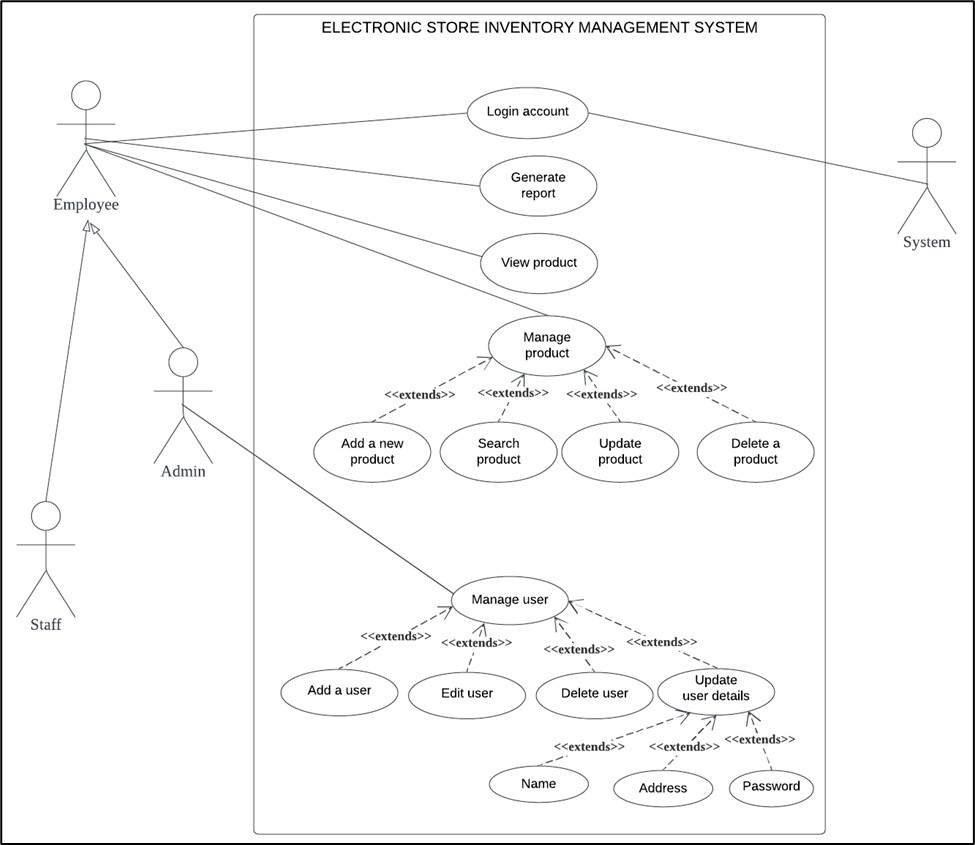 ELECTRONIC STORE INVENTORY MANAGEMENT SYSTEM
Login account
Generate
report
Employee
System
View product
Manage
product
<<extends>>
<<extends>>
<<extends>>
<<extends>>
Add a new
product
Search
product
Update
product
Delete a
product
Admin
Staff
Manage user
<<extends>>
<<extends>>
<<extends>>
<<extends>>
Add a user
Edit user
Delete user
Update
user details
<<extends>>
<<extends>>
<<extends>>
Name
Address
Password